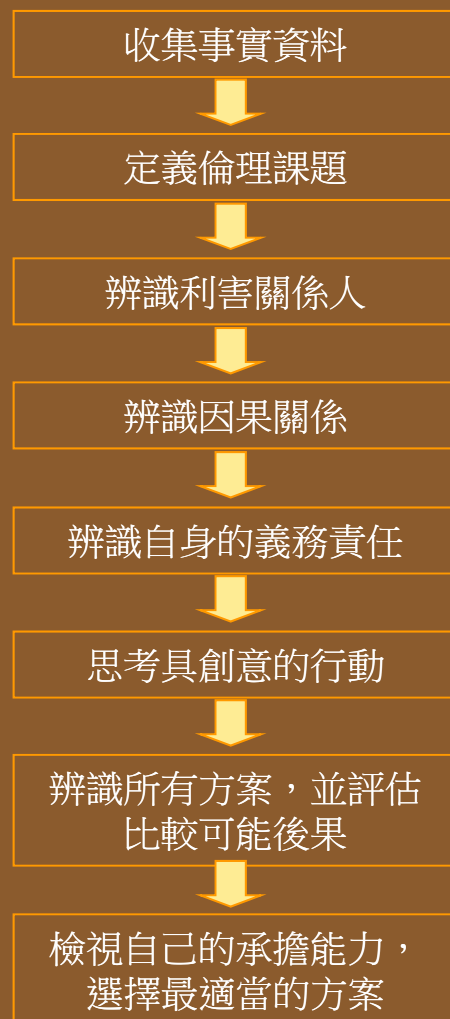 收集事實資料
定義倫理課題
辨識利害關係人
辨識因果關係
辨識自身的義務責任
思考具創意的行動
辨識所有方案，並評估
比較可能後果
檢視自己的承擔能力，
選擇最適當的方案